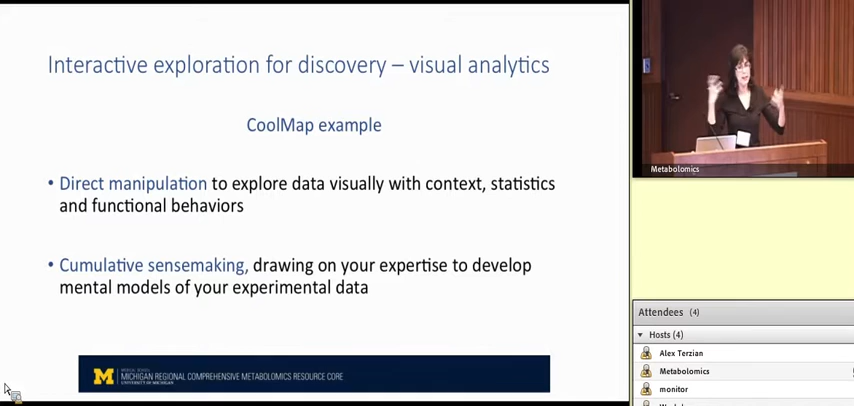 Interactive exploration for discovery – visual analytics
CoolMap example
• Direct manipulation to explore data visually with context, statistics
and functional behaviors
• Cumulative sensemaking, drawing on your expertise to develop
mental models of your experimental data
M
MICHIGAN REGIONAL COMPREHENSIVE METABOLOMICS RESOURCE CORE
UNIVERSITY OF MICHIGAN
Metabolomics
Attendees (4)
Hosts (4)
Alex Terzian
Metabolomics
monitor